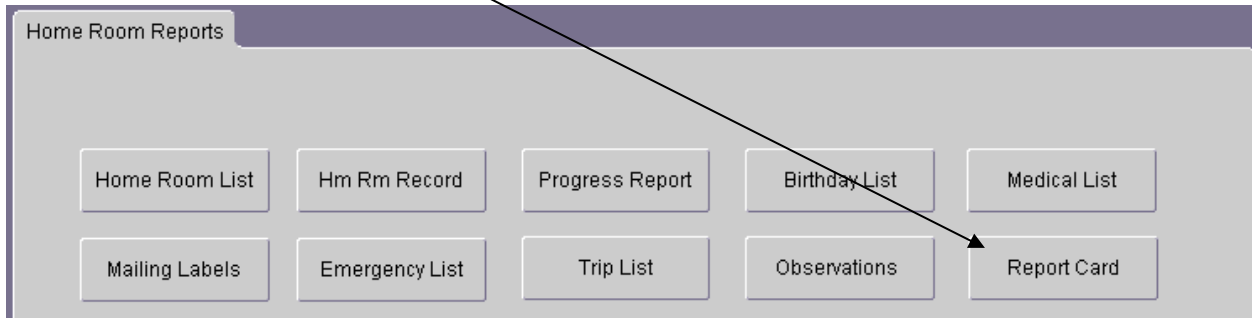 Home Room Reports
Home Room List Hm Rm Record Progress Report Birthday List Medical List
Mailing Labels Emergency List Trip List Observations Report Card